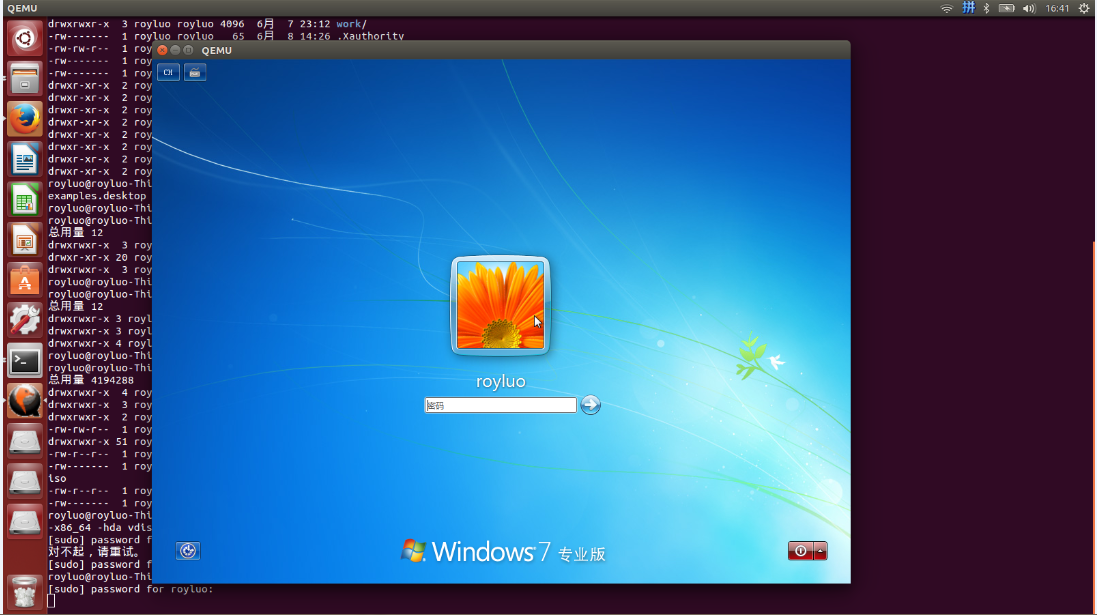 QEMU
拼
16:41
drwxrwxr-x 3 royluo royluo 4096 6月 7 23:12 work/
-rw------- 1 royluo royluo 65 6月 8 14:26 .Xauthority
-rw-rw-r-- 1 roy
-rw------- 1 roy
-rw------- 1 roy
drwxr-xr-x 2 roy
drwxr-xr-x 2 roy
drwxr-xr-x 2 roy
drwxr-xr-x 2 roy
drwxr-xr-x 2 roy
drwxr-xr-x 2 roy
drwxr-xr-x 2 roy
drwxr-xr-x 2 roy
royluo@royluo-Thi
examples.desktop
royluo@royluo-Thi
royluo@royluo-Thi
总用量 12
drwxrwxr-x 3 roy
drwxr-xr-x 20 roy
drwxrwxr-x 3 roy
royluo@royluo-Thi
royluo@royluo-Thi
总用量 12
drwxrwxr-x 3 royl
drwxrwxr-x 3 royl
drwxrwxr-x 4 royl
royluo@royluo-Thi
royluo@royluo-Thi
总用量 4194288
drwxrwxr-x 4 roy
drwxrwxr-x 3 roy
drwxrwxr-x 2 roy
-rw-rw-r-- 1 roy
drwxrwxr-x 51 roy
-rw-r--r-- 1 roy
-rw------- 1 roy
iso
-rw-r--r-- 1 roy
-rw------- 1 roy
royluo@royluo-Thi
-x86_64 -hda vdis
[sudo] password f
对不起，请重试。
[sudo] password f
royluo@royluo-Thi
[sudo] password for royluo:
QEMU
CH
royluo
密码
Windows 7 专业版